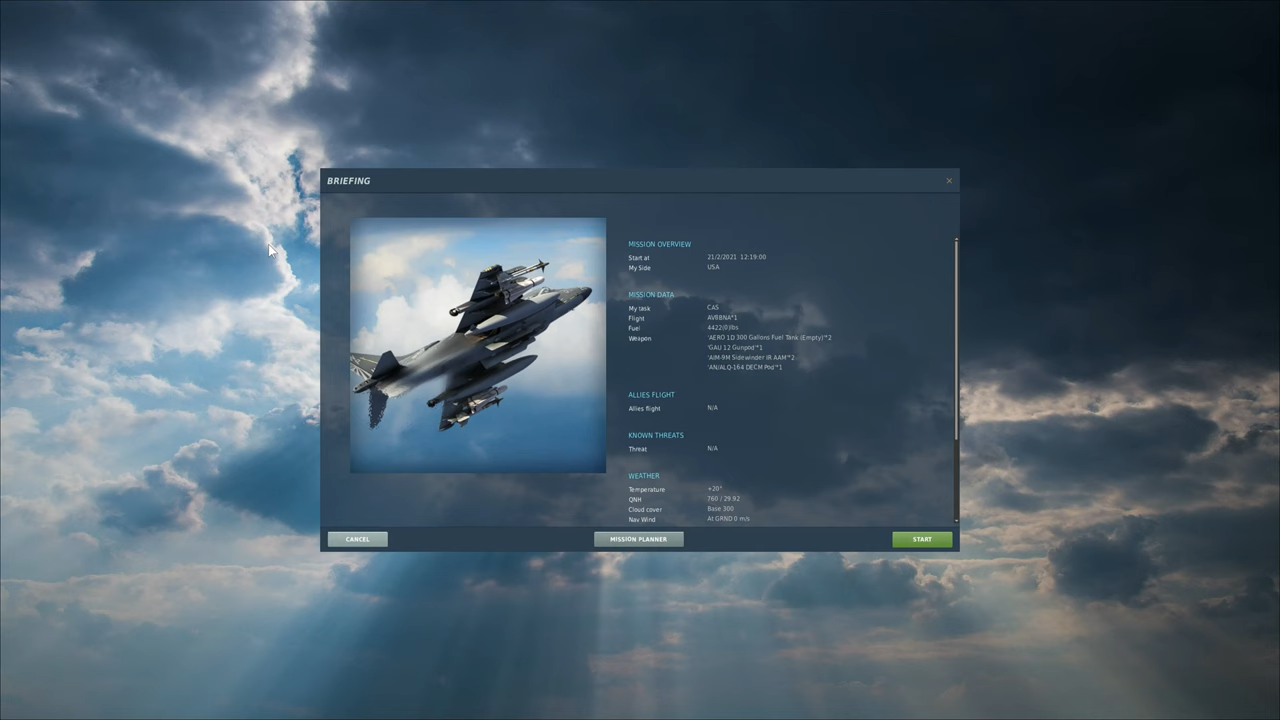 BRIEFING
MISSION OVERVIEW
Start at 21/2/2021 12:19:00
My Side USA
MISSION DATA
My task CAS
Flight AV8BNA*1
Fuel 4422(0)lbs
Weapon 'AERO 1D 300 Gallons Fuel Tank (Empty)'*2
'GAU 12 Gunpod'*1
'AIM-9M Sidewinder IR AAM'*2
'AN/ALQ-164 DECM Pod'*1
ALLIES FLIGHT
Allies flight N/A
KNOWN THREATS
Threat N/A
WEATHER
Temperature +20°
QNH 760 / 29.92
Cloud cover Base 300
Nav Wind At GRND 0 m/s
CANCEL MISSION PLANNER START